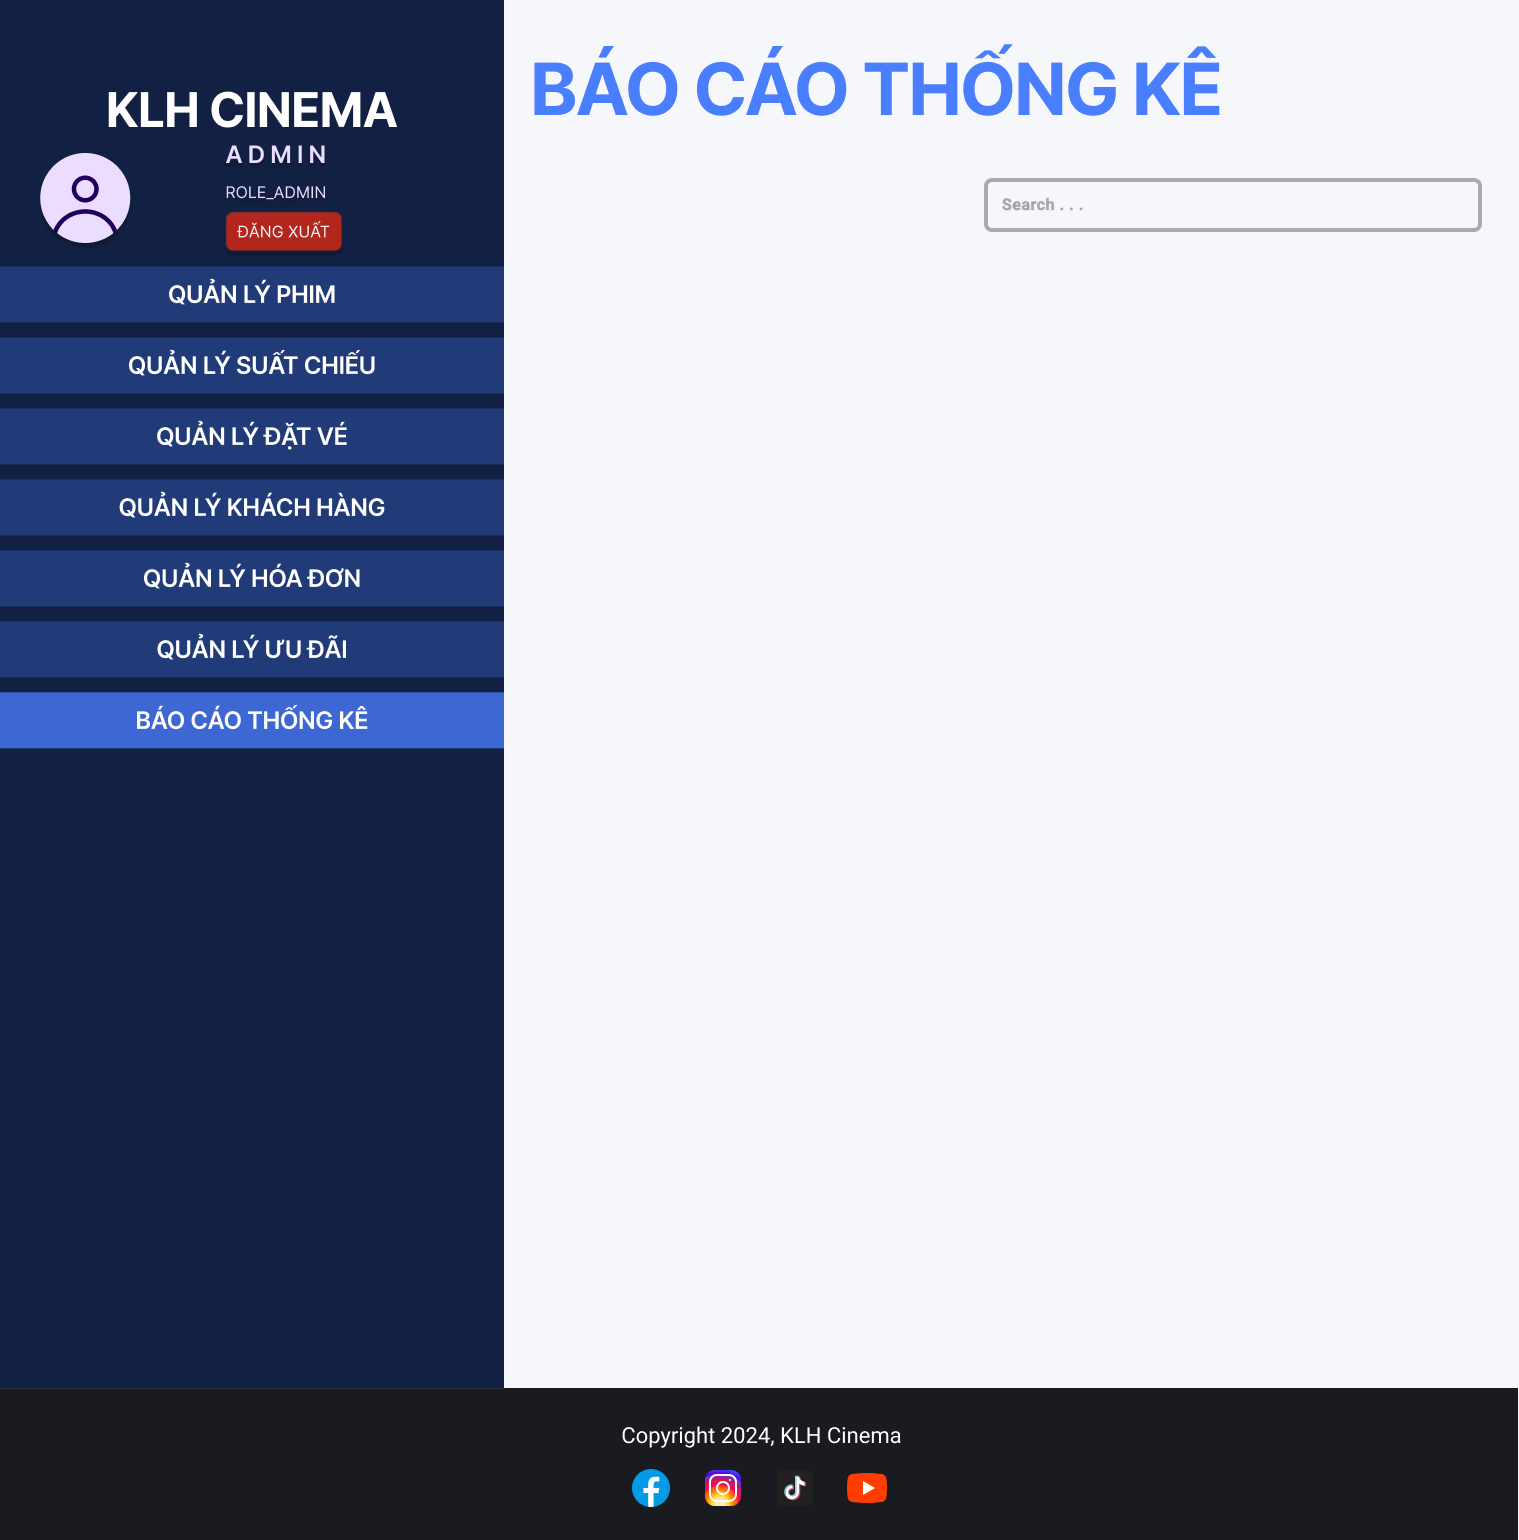 KLH CINEMA
ADMIN
ROLE_ADMIN
ĐĂNG XUẤT
QUẢN LÝ PHIM
QUẢN LÝ SUẤT CHIẾU
QUẢN LÝ ĐẶT VÉ
QUẢN LÝ KHÁCH HÀNG
QUẢN LÝ HÓA ĐƠN
QUẢN LÝ ƯU ĐÃI
BÁO CÁO THỐNG KÊ
BÁO CÁO THỐNG KÊ
Search . . .
Copyright 2024, KLH Cinema